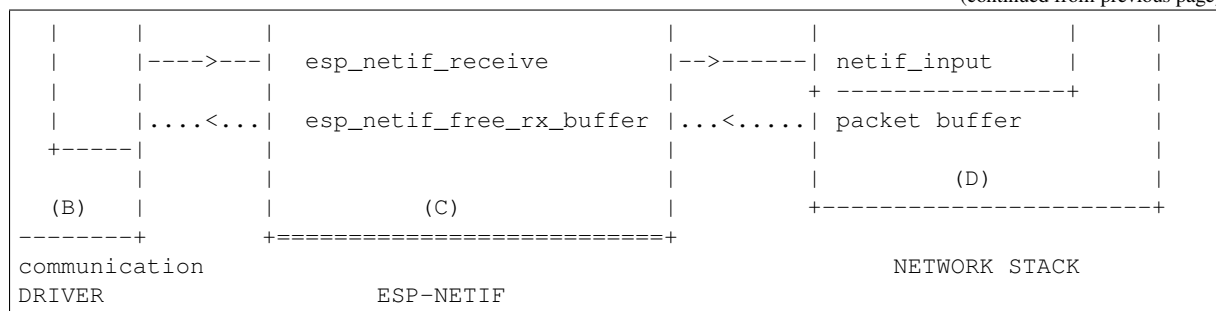 (continued from previous page)
|     |     |     |     |     |     |
|     |---->---| esp_netif_receive |-->------| netif_input | |
|     |     |     |     + ----------------+     |
|     |....<...| esp_netif_free_rx_buffer |...<.....| packet buffer |
+-----|     |     |     |     |
|     |     |     | (D) |
(B) |     | (C) |     +-----------------------+
--------+     +===========================+
communication NETWORK STACK
DRIVER ESP-NETIF